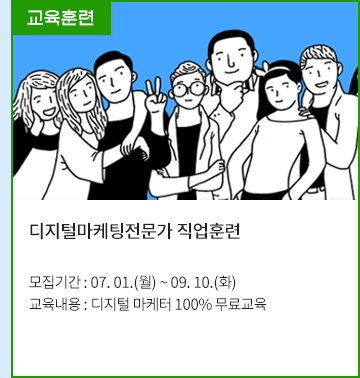 교육훈련
디지털마케팅전문가 직업훈련
모집기간 : 07. 01.(월) ~ 09. 10.(화)
교육내용 : 디지털 마케터 100% 무료교육